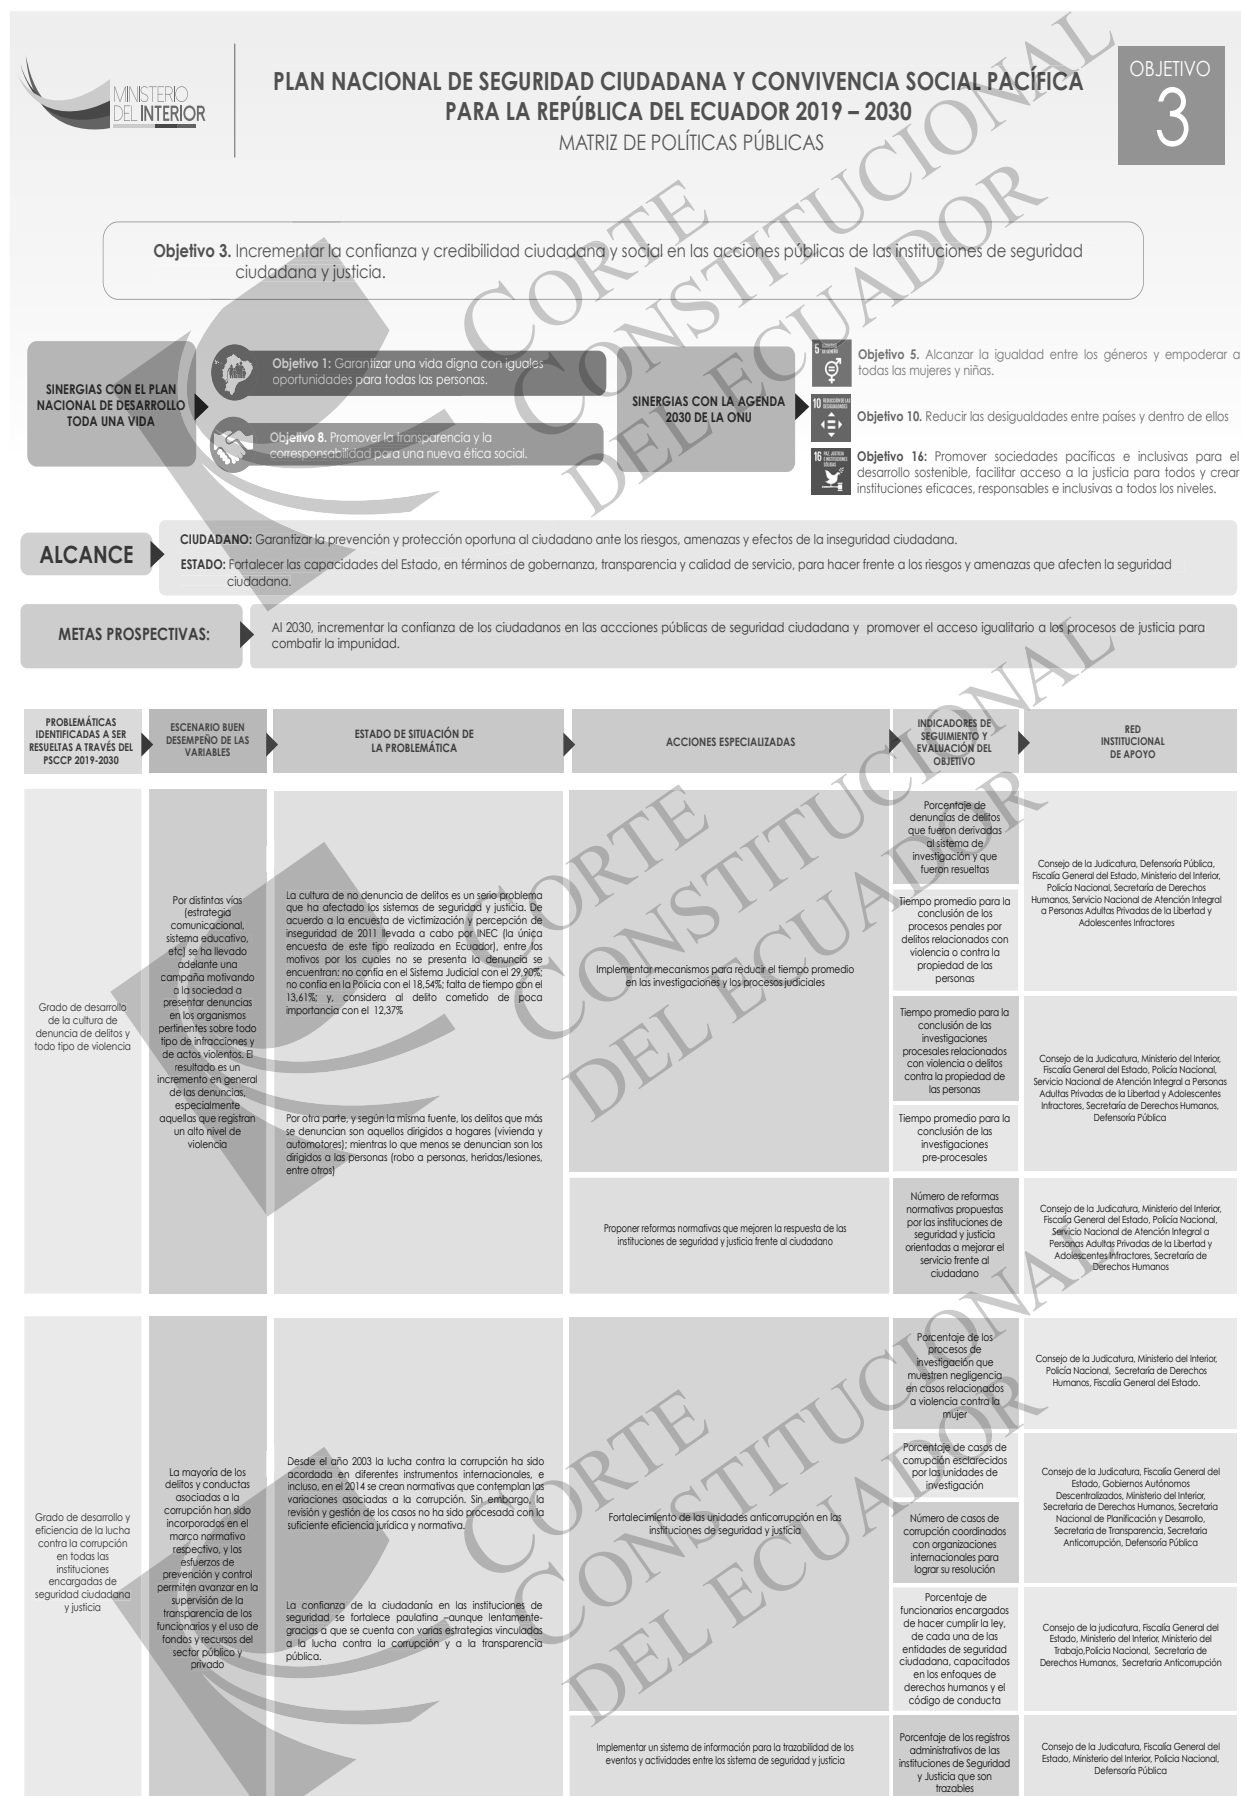 MINISTERIO
DEL INTERIOR
PLAN NACIONAL DE SEGURIDAD CIUDADANA Y CONVIVENCIA SOCIAL PACÍFICA
PARA LA REPÚBLICA DEL ECUADOR 2019 – 2030
MATRIZ DE POLÍTICAS PÚBLICAS
OBJETIVO
3
Objetivo 3. Incrementar la confianza y credibilidad ciudadana y social en las acciones públicas de las instituciones de seguridad
ciudadana y justicia.
SINERGIAS CON EL PLAN
NACIONAL DE DESARROLLO
TODA UNA VIDA
Objetivo 1: Garantizar una vida digna con iguales
oportunidades para todas las personas.
Objetivo 8. Promover la transparencia y la
corresponsabilidad para una nueva ética social.
SINERGIAS CON LA AGENDA
2030 DE LA ONU
5 IGUALDAD DE GÉNERO
Objetivo 5. Alcanzar la igualdad entre los géneros y empoderar a
todas las mujeres y niñas.
10 REDUCCIÓN DE LAS
DESIGUALDADES
Objetivo 10. Reducir las desigualdades entre países y dentro de ellos
16 PAZ, JUSTICIA
E INSTITUCIONES
SÓLIDAS
Objetivo 16: Promover sociedades pacíficas e inclusivas para el
desarrollo sostenible, facilitar acceso a la justicia para todos y crear
instituciones eficaces, responsables e inclusivas a todos los niveles.
ALCANCE
CIUDADANO: Garantizar la prevención y protección oportuna al ciudadano ante los riesgos, amenazas y efectos de la inseguridad ciudadana.
ESTADO: Fortalecer las capacidades del Estado, en términos de gobernanza, transparencia y calidad de servicio, para hacer frente a los riesgos y amenazas que afecten la seguridad
ciudadana.
METAS PROSPECTIVAS:
Al 2030, incrementar la confianza de los ciudadanos en las accciones públicas de seguridad ciudadana y promover el acceso igualitario a los procesos de justicia para
combatir la impunidad.
PROBLEMÁTICAS
IDENTIFICADAS A SER
RESUELTAS A TRAVÉS DEL
PSCCP 2019-2030
ESCENARIO BUEN
DESEMPEÑO DE LAS
VARIABLES
ESTADO DE SITUACIÓN DE
LA PROBLEMÁTICA
ACCIONES ESPECIALIZADAS
INDICADORES DE
SEGUIMIENTO Y
EVALUACIÓN DEL
OBJETIVO
RED
INSTITUCIONAL
DE APOYO
Grado de desarrollo
de la cultura de
denuncia de delitos y
todo tipo de violencia
Por distintas vías
(estrategia
comunicacional,
sistema educativo,
etc) se ha llevado
adelante una
campaña motivando
a la sociedad a
presentar denuncias
en los organismos
pertinentes sobre todo
tipo de infracciones y
de actos violentos. El
resultado es un
incremento en general
de las denuncias,
especialmente
aquellas que registran
un alto nivel de
violencia
La cultura de no denuncia de delitos es un serio problema
que ha afectado los sistemas de seguridad y justicia. De
acuerdo a la encuesta de victimización y percepción de
inseguridad de 2011 llevada a cabo por INEC (la única
encuesta de este tipo realizada en Ecuador), entre los
motivos por los cuales no se presenta la denuncia se
encuentran: no confía en el Sistema Judicial con el 29,90%;
no confía en la Policía con el 18,54%; falta de tiempo con el
13,61%; y, considera al delito cometido de poca
importancia con el 12,37%
Por otra parte, y según la misma fuente, los delitos que más
se denuncian son aquellos dirigidos a hogares (vivienda y
automotores); mientras lo que menos se denuncian son los
dirigidos a las personas (robo a personas, heridas/lesiones,
entre otros)
Implementar mecanismos para reducir el tiempo promedio
en las investigaciones y los procesos judiciales
Proponer reformas normativas que mejoren la respuesta de las
instituciones de seguridad y justicia frente al ciudadano
Porcentaje de
denuncias de delitos
que fueron derivadas
al sistema de
investigación y que
fueron resueltas
Tiempo promedio para la
conclusión de los
procesos penales por
delitos relacionados con
violencia o contra la
propiedad de las
personas
Tiempo promedio para la
conclusión de las
investigaciones
procesales relacionados
con violencia o delitos
contra la propiedad de
las personas
Tiempo promedio para la
conclusión de las
investigaciones
pre-procesales
Número de reformas
normativas propuestas
por las instituciones de
seguridad y justicia
orientadas a mejorar el
servicio frente al
ciudadano
Consejo de la Judicatura, Defensoría Pública,
Fiscalía General del Estado, Ministerio del Interior,
Policía Nacional, Secretaría de Derechos
Humanos, Servicio Nacional de Atención Integral
a Personas Adultas Privadas de la Libertad y
Adolescentes Infractores
Consejo de la Judicatura, Ministerio del Interior,
Fiscalía General del Estado, Policía Nacional,
Servicio Nacional de Atención Integral a Personas
Adultas Privadas de la Libertad y Adolescentes
Infractores, Secretaría de Derechos Humanos,
Defensoría Pública
Consejo de la Judicatura, Ministerio del Interior,
Fiscalía General del Estado, Policía Nacional,
Servicio Nacional de Atención Integral a
Personas Adultas Privadas de la Libertad y
Adolescentes Infractores, Secretaría de
Derechos Humanos
Grado de desarrollo y
eficiencia de la lucha
contra la corrupción
en todas las
instituciones
encargadas de
seguridad ciudadana
y justicia
La mayoría de los
delitos y conductas
asociadas a la
corrupción han sido
incorporados en el
marco normativo
respectivo, y los
esfuerzos de
prevención y control
permiten avanzar en la
supervisión de la
transparencia de los
funcionarios y el uso de
fondos y recursos del
sector público y
privado
Desde el año 2003 la lucha contra la corrupción ha sido
acordada en diferentes instrumentos internacionales, e
incluso, en el 2014 se crean normativas que contemplan las
variaciones asociadas a la corrupción. Sin embargo, la
revisión y gestión de los casos no ha sido procesada con la
suficiente eficiencia jurídica y normativa.
La confianza de la ciudadanía en las instituciones de
seguridad se fortalece paulatina –aunque lentamente-
gracias a que se cuenta con varias estrategias vinculadas
a la lucha contra la corrupción y a la transparencia
pública.
Fortalecimiento de las unidades anticorrupción en las
instituciones de seguridad y justicia
Implementar un sistema de información para la trazabilidad de los
eventos y actividades entre los sistema de seguridad y justicia
Porcentaje de los
procesos de
investigación que
muestren negligencia
en casos relacionados
a violencia contra la
mujer
Porcentaje de casos de
corrupción esclarecidos
por las unidades de
investigación
Número de casos de
corrupción coordinados
con organizaciones
internacionales para
lograr su resolución
Porcentaje de
funcionarios encargados
de hacer cumplir la ley,
de cada una de las
entidades de seguridad
ciudadana, capacitados
en los enfoques de
derechos humanos y el
código de conducta
Porcentaje de los registros
administrativos de las
instituciones de Seguridad
y Justicia que son
trazables
Consejo de la Judicatura, Ministerio del Interior,
Policía Nacional, Secretaría de Derechos
Humanos, Fiscalía General del Estado.
Consejo de la Judicatura, Fiscalía General del
Estado, Gobiernos Autónomos
Descentralizados, Ministerio del Interior,
Secretaría de Derechos Humanos, Secretaria
Nacional de Planificación y Desarrollo,
Secretaria de Transparencia, Secretaria
Anticorrupción, Defensoría Pública
Consejo de la judicatura, Fiscalía General del
Estado, Ministerio del Interior, Ministerio del
Trabajo,Policia Nacional, Secretaria de
Derechos Humanos, Secretaria Anticorrupción
Consejo de la Judicatura, Fiscalía General del
Estado, Ministerio del Interior, Policia Nacional,
Defensoría Pública
CORTE
CONSTITUCIONAL
DEL ECUADOR
CORTE
CONSTITUCIONAL
DEL ECUADOR
CORTE
CONSTITUCIONAL
DEL ECUADOR